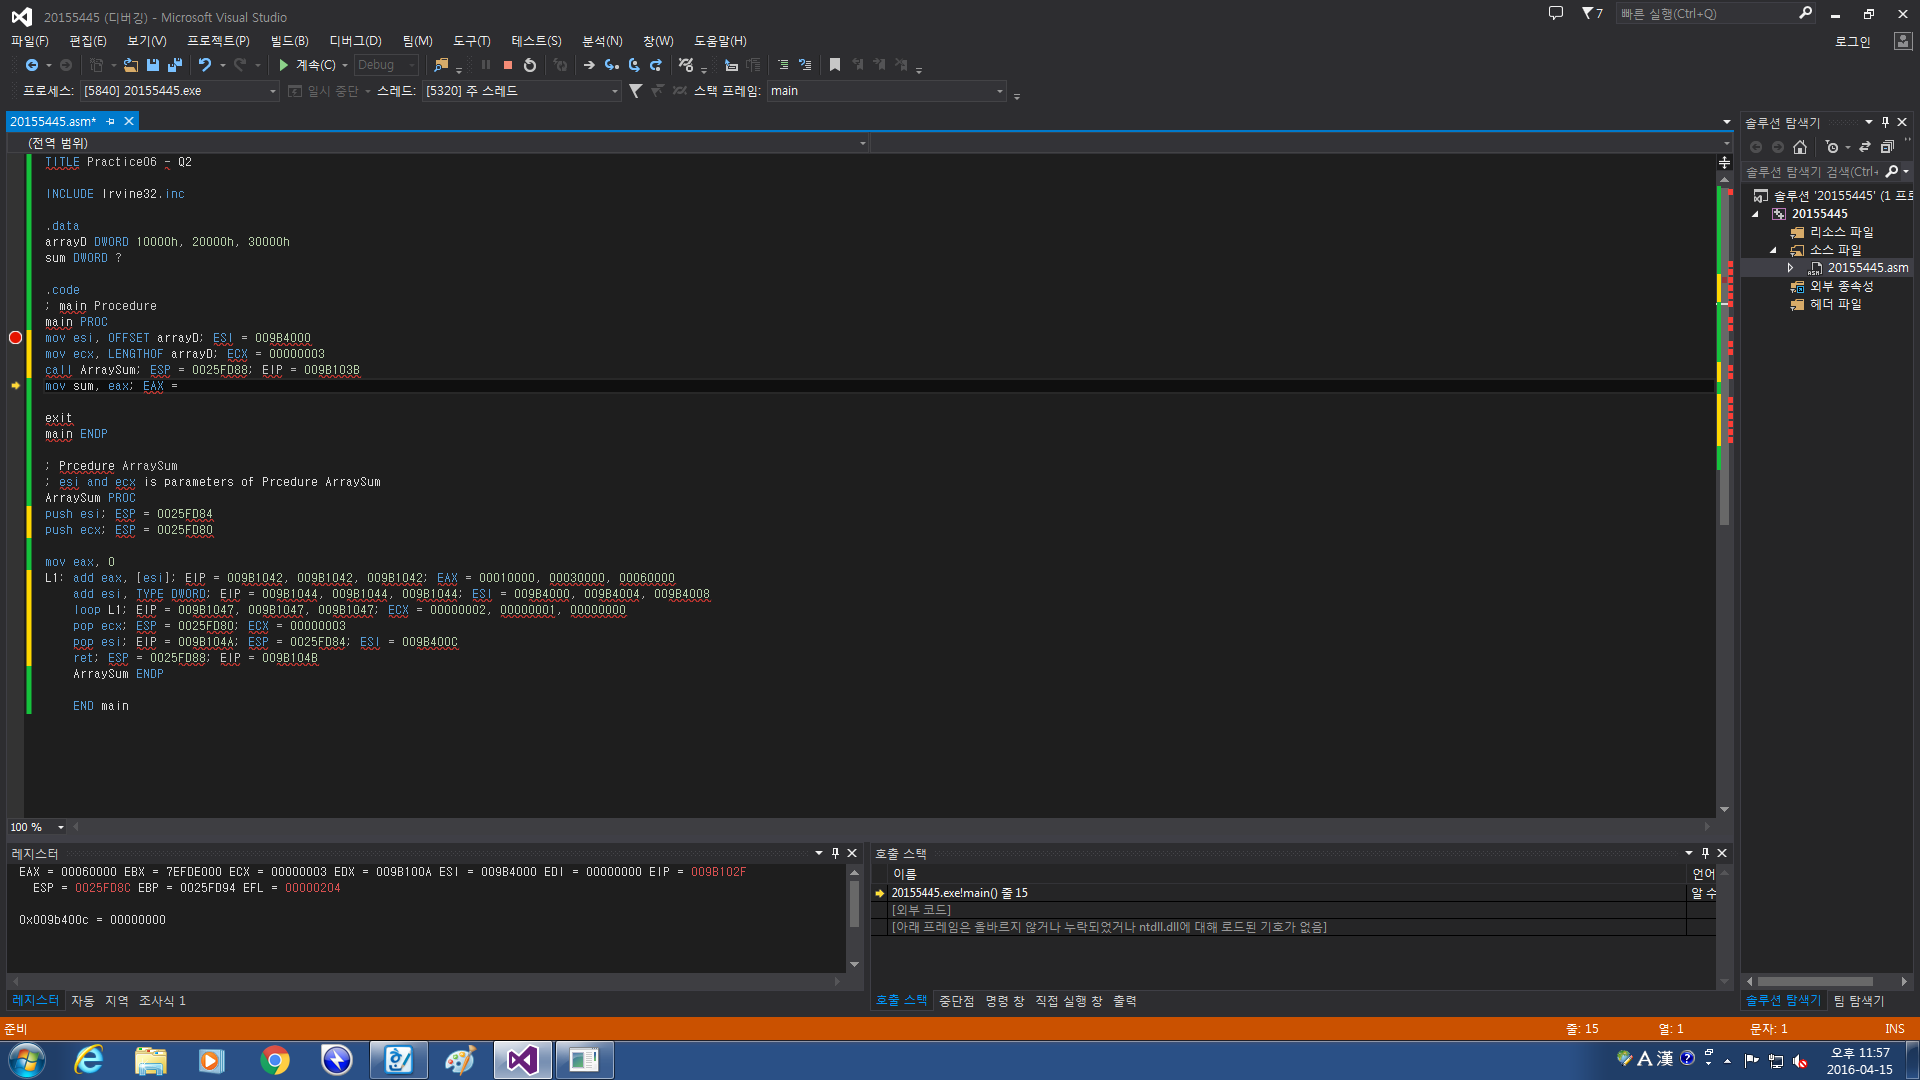 20155445 (디버깅) - Microsoft Visual Studio
7
빠른 실행(Ctrl+Q)
파일(F) 편집(E) 보기(V) 프로젝트(P) 빌드(B) 디버그(D) 팀(M) 도구(T) 테스트(S) 분석(N) 창(W) 도움말(H)
로그인
계속(C) Debug
프로세스: [5840] 20155445.exe 일시 중단 스레드: [5320] 주 스레드 스택 프레임: main
20155445.asm*
(전역 범위)
TITLE Practice06 - Q2
INCLUDE Irvine32.inc
.data
arrayD DWORD 10000h, 20000h, 30000h
sum DWORD ?
.code
; main Procedure
main PROC
mov esi, OFFSET arrayD; ESI = 009B4000
mov ecx, LENGTHOF arrayD; ECX = 00000003
call ArraySum; ESP = 0025FD88; EIP = 009B103B
mov sum, eax; EAX =
exit
main ENDP
; Prcedure ArraySum
; esi and ecx is parameters of Prcedure ArraySum
ArraySum PROC
push esi; ESP = 0025FD84
push ecx; ESP = 0025FD80
mov eax, 0
L1: add eax, [esi]; EIP = 009B1042, 009B1042, 009B1042; EAX = 00010000, 00030000, 00060000
add esi, TYPE DWORD; EIP = 009B1044, 009B1044, 009B1044; ESI = 009B4000, 009B4004, 009B4008
loop L1; EIP = 009B1047, 009B1047, 009B1047; ECX = 00000002, 00000001, 00000000
pop ecx; ESP = 0025FD80; ECX = 00000003
pop esi; EIP = 009B104A; ESP = 0025FD84; ESI = 009B400C
ret; ESP = 0025FD88; EIP = 009B104B
ArraySum ENDP
END main
100 %
레지스터
EAX = 00060000 EBX = 7EFDE000 ECX = 00000003 EDX = 009B100A ESI = 009B4000 EDI = 00000000 EIP = 009B102F
ESP = 0025FD8C EBP = 0025FD94 EFL = 00000204
0x009b400c = 00000000
레지스터 자동 지역 조사식 1
호출 스택
이름 언어
20155445.exe!main() 줄 15 알 수
[외부 코드]
[아래 프레임은 올바르지 않거나 누락되었거나 ntdll.dll에 대해 로드된 기호가 없음]
호출 스택 중단점 명령 창 직접 실행 창 출력
솔루션 탐색기
솔루션 탐색기 검색(Ctrl+
솔루션 '20155445' (1 프로
20155445
리소스 파일
소스 파일
20155445.asm
외부 종속성
헤더 파일
솔루션 탐색기 팀 탐색기
준비 줄: 15 열: 1 문자: 1 INS
A 漢
오후 11:57
2016-04-15